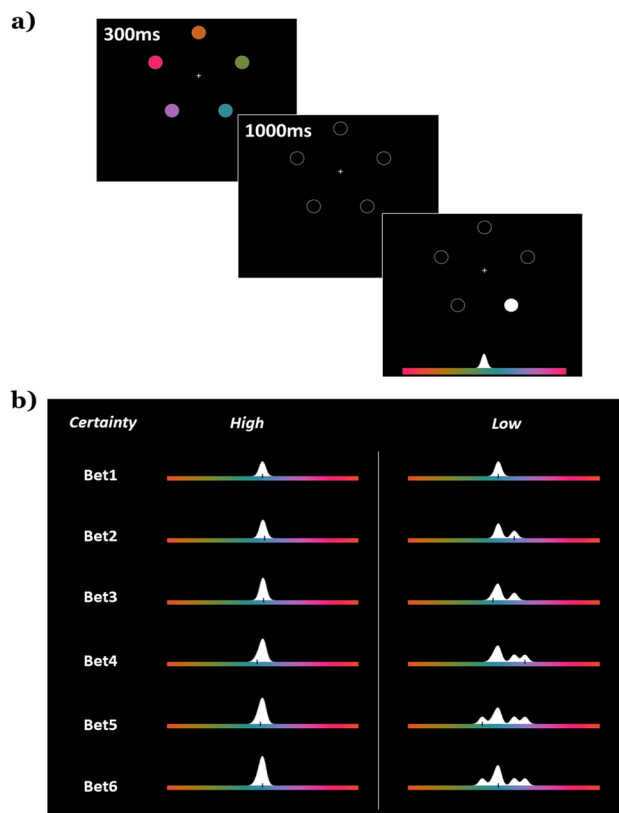 a)
300ms
1000ms
b)
Certainty High Low
Bet1
Bet2
Bet3
Bet4
Bet5
Bet6